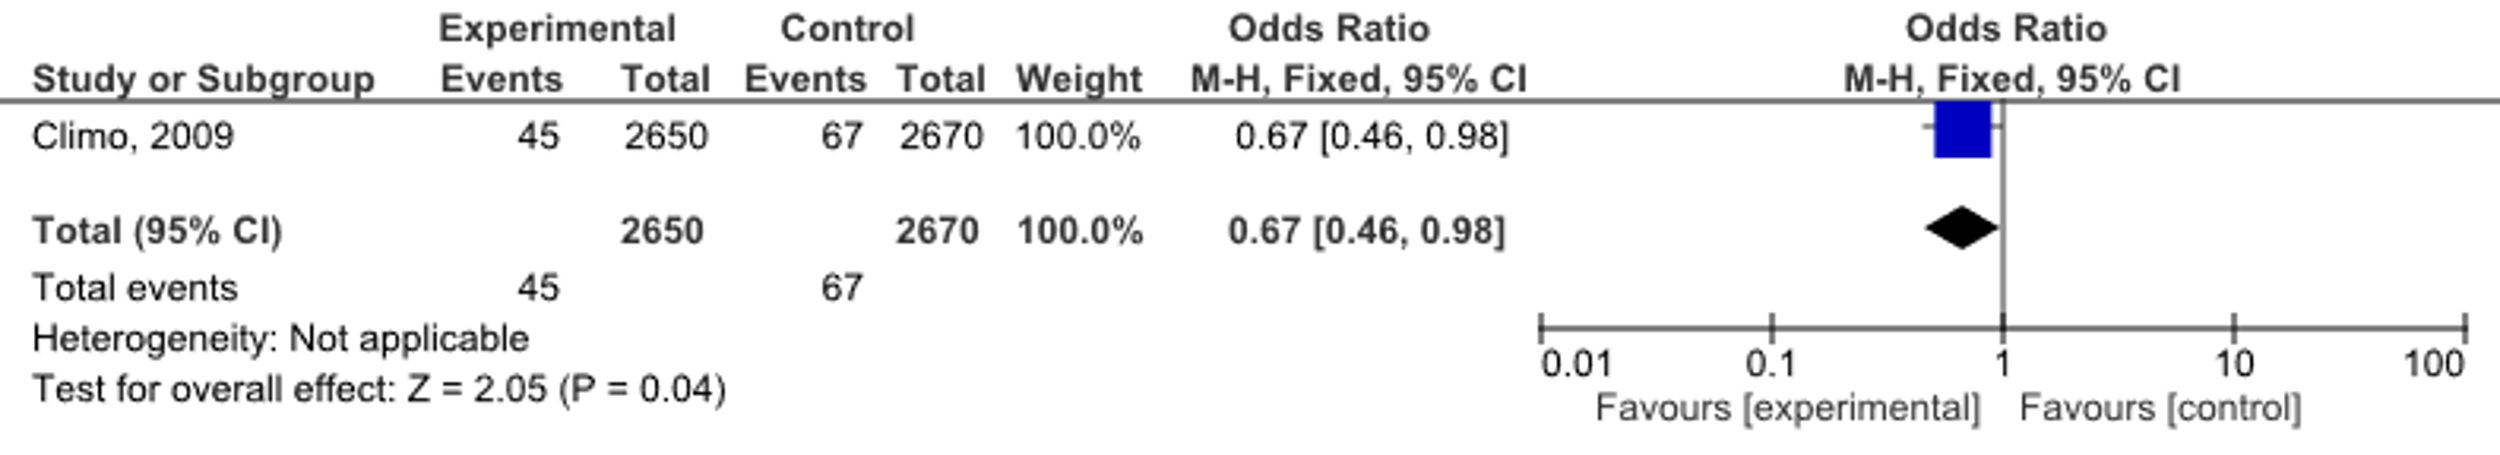 Experimental Control Odds Ratio Odds Ratio
Study or Subgroup Events Total Events Total Weight M-H, Fixed, 95% CI M-H, Fixed, 95% CI
Climo, 2009 45 2650 67 2670 100.0% 0.67 [0.46, 0.98]
Total (95% CI) 2650 2670 100.0% 0.67 [0.46, 0.98]
Total events 45 67
Heterogeneity: Not applicable
Test for overall effect: Z = 2.05 (P = 0.04)
0.01 0.1 1 10 100
Favours [experimental] Favours [control]